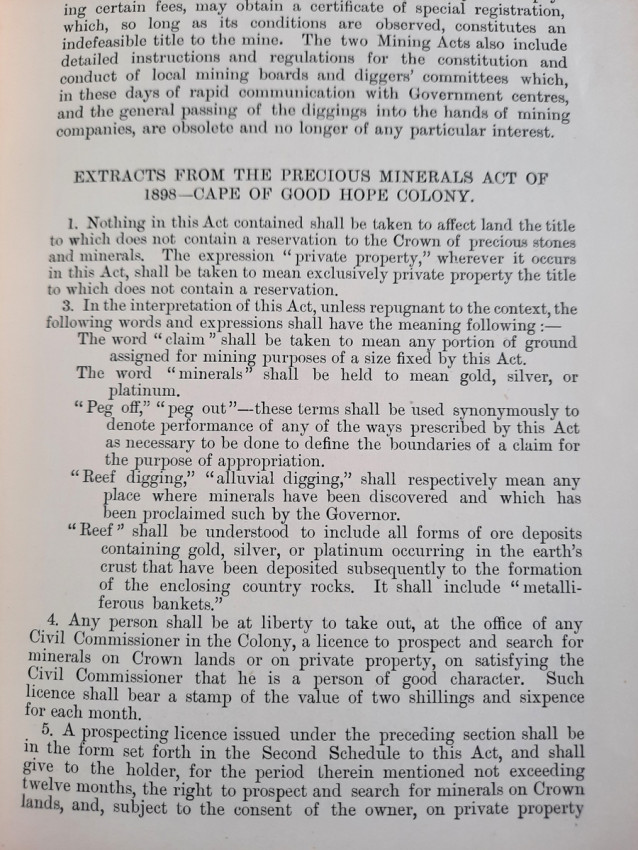 ing certain fees, may obtain a certificate of special registration,
which, so long as its conditions are observed, constitutes an
indefeasible title to the mine. The two Mining Acts also include
detailed instructions and regulations for the constitution and
conduct of local mining boards and diggers' committees which,
in these days of rapid communication with Government centres,
and the general passing of the diggings into the hands of mining
companies, are obsolete and no longer of any particular interest.
EXTRACTS FROM THE PRECIOUS MINERALS ACT OF
1898—CAPE OF GOOD HOPE COLONY.
1. Nothing in this Act contained shall be taken to affect land the title
to which does not contain a reservation to the Crown of precious stones
and minerals. The expression "private property," wherever it occurs
in this Act, shall be taken to mean exclusively private property the title
to which does not contain a reservation.
3. In the interpretation of this Act, unless repugnant to the context, the
following words and expressions shall have the meaning following :—
The word "claim" shall be taken to mean any portion of ground
assigned for mining purposes of a size fixed by this Act.
The word "minerals" shall be held to mean gold, silver, or
platinum.
"Peg off," "peg out"—these terms shall be used synonymously to
denote performance of any of the ways prescribed by this Act
as necessary to be done to define the boundaries of a claim for
the purpose of appropriation.
"Reef digging," "alluvial digging," shall respectively mean any
place where minerals have been discovered and which has
been proclaimed such by the Governor.
"Reef" shall be understood to include all forms of ore deposits
containing gold, silver, or platinum occurring in the earth's
crust that have been deposited subsequently to the formation
of the enclosing country rocks. It shall include "metalli-
ferous bankets."
4. Any person shall be at liberty to take out, at the office of any
Civil Commissioner in the Colony, a licence to prospect and search for
minerals on Crown lands or on private property, on satisfying the
Civil Commissioner that he is a person of good character. Such
licence shall bear a stamp of the value of two shillings and sixpence
for each month.
5. A prospecting licence issued under the preceding section shall be
in the form set forth in the Second Schedule to this Act, and shall
give to the holder, for the period therein mentioned not exceeding
twelve months, the right to prospect and search for minerals on Crown
lands, and, subject to the consent of the owner, on private property